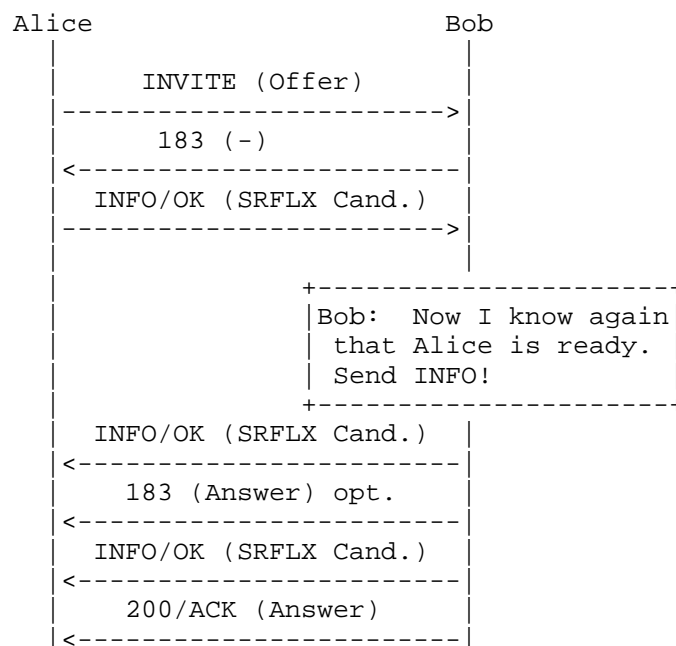 Alice Bob
INVITE (Offer)
183 (-)
INFO/OK (SRFLX Cand.)
Bob: Now I know again
that Alice is ready.
Send INFO!
INFO/OK (SRFLX Cand.)
183 (Answer) opt.
INFO/OK (SRFLX Cand.)
200/ACK (Answer)